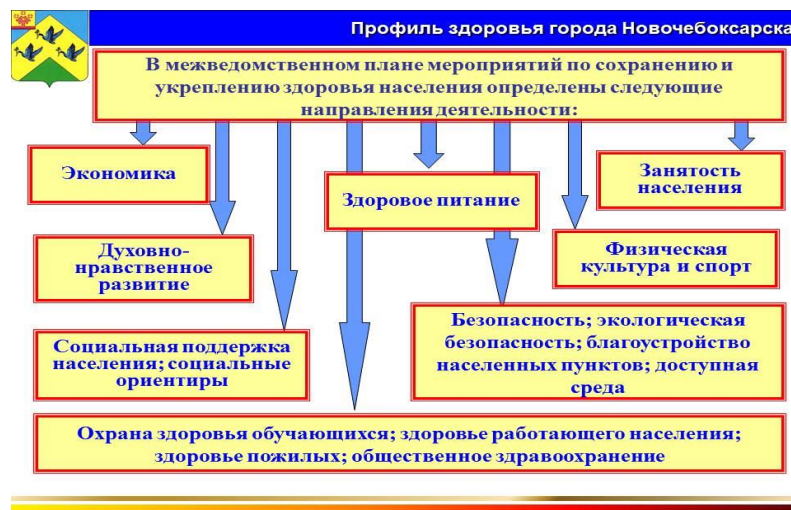 Профиль здоровья города Новочебоксарска
В межведомственном плане мероприятий по сохранению и
укреплению здоровья населения определены следующие
направления деятельности:
Экономика
Здоровое питание
Занятость
населения
Духовно-
нравственное
развитие
Физическая
культура и спорт
Социальная поддержка
населения; социальные
ориентиры
Безопасность; экологическая
безопасность; благоустройство
населенных пунктов; доступная
среда
Охрана здоровья обучающихся; здоровье работающего населения;
здоровье пожилых; общественное здравоохранение